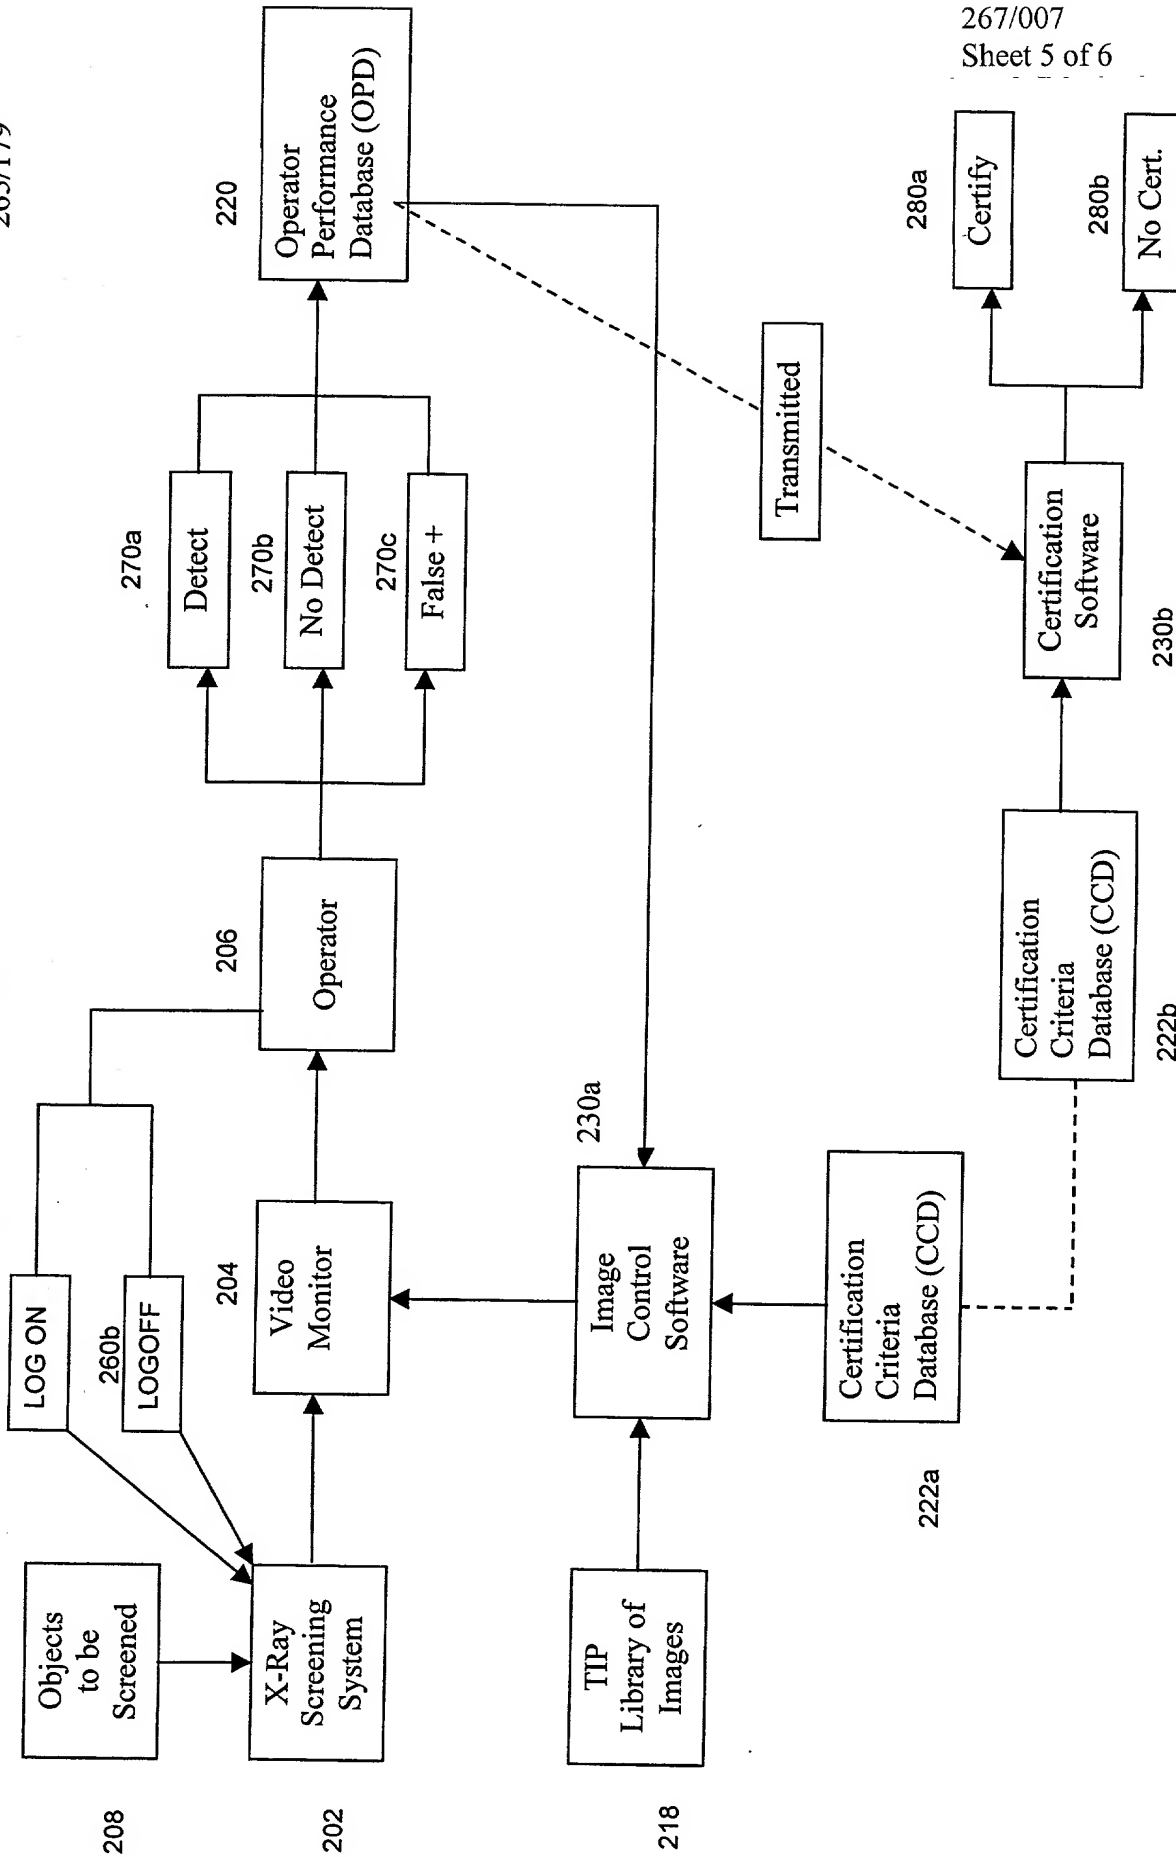 267/007
Sheet 5 of 6
Objects
to be
Screened
208
LOG ON
260b
LOGOFF
X-Ray
Screening
System
202
Video
Monitor
204
Operator
206
270a
Detect
270b
No Detect
270c
False +
220
Operator
Performance
Database (OPD)
TIP
Library of
Images
218
Image
Control
Software
230a
Transmitted
Certification
Criteria
Database (CCD)
222a
Certification
Criteria
Database (CCD)
222b
Certification
Software
230b
280a
Certify
280b
No Cert.